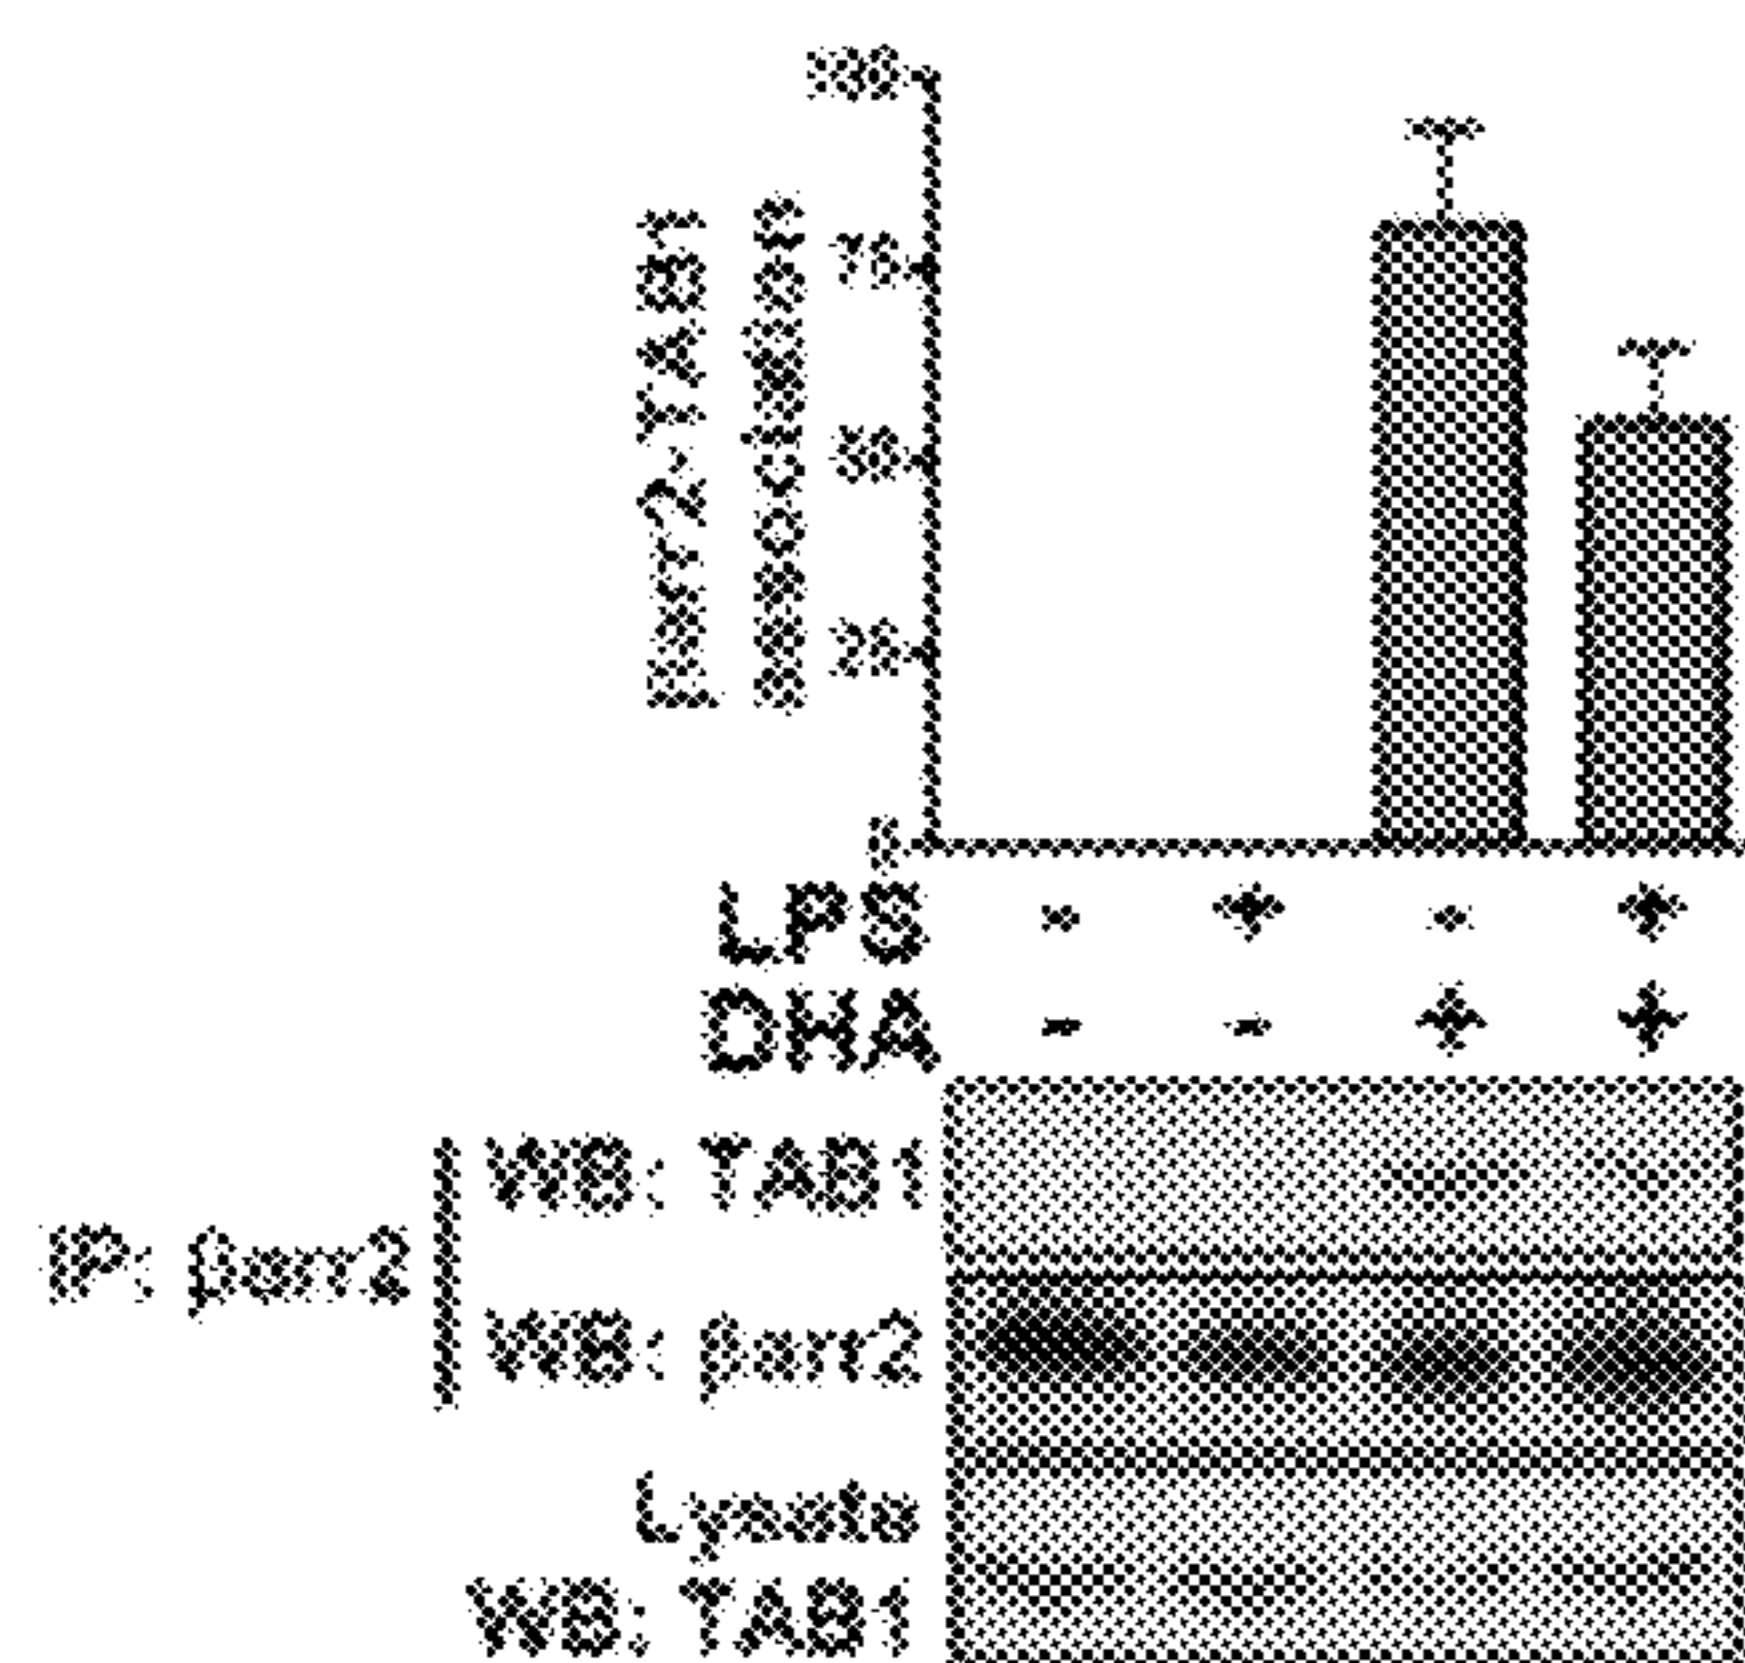 βarr2-TAB1
association
100
75
50
25
0
LPS - + - +
DHA - - + +
IP: βarr2
WB: TAB1
WB: βarr2
Lysate
WB: TAB1